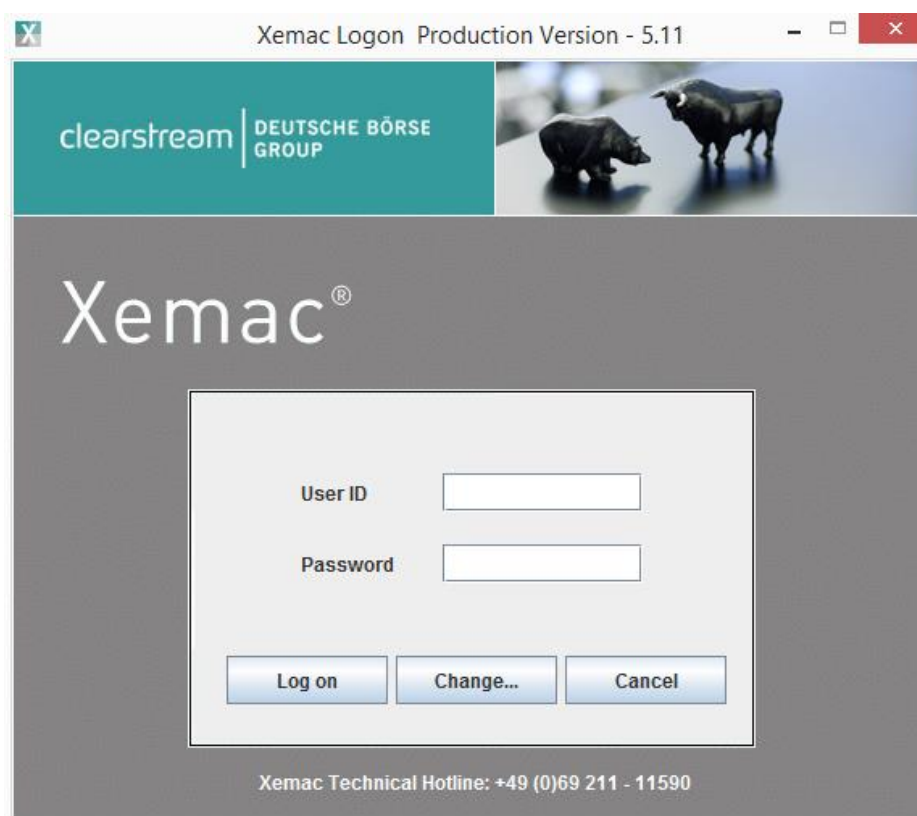 X Xemac Logon Production Version - 5.11
clearstream DEUTSCHE BÖRSE
GROUP
Xemac®
User ID
Password
Log on Change... Cancel
Xemac Technical Hotline: +49 (0)69 211 - 11590